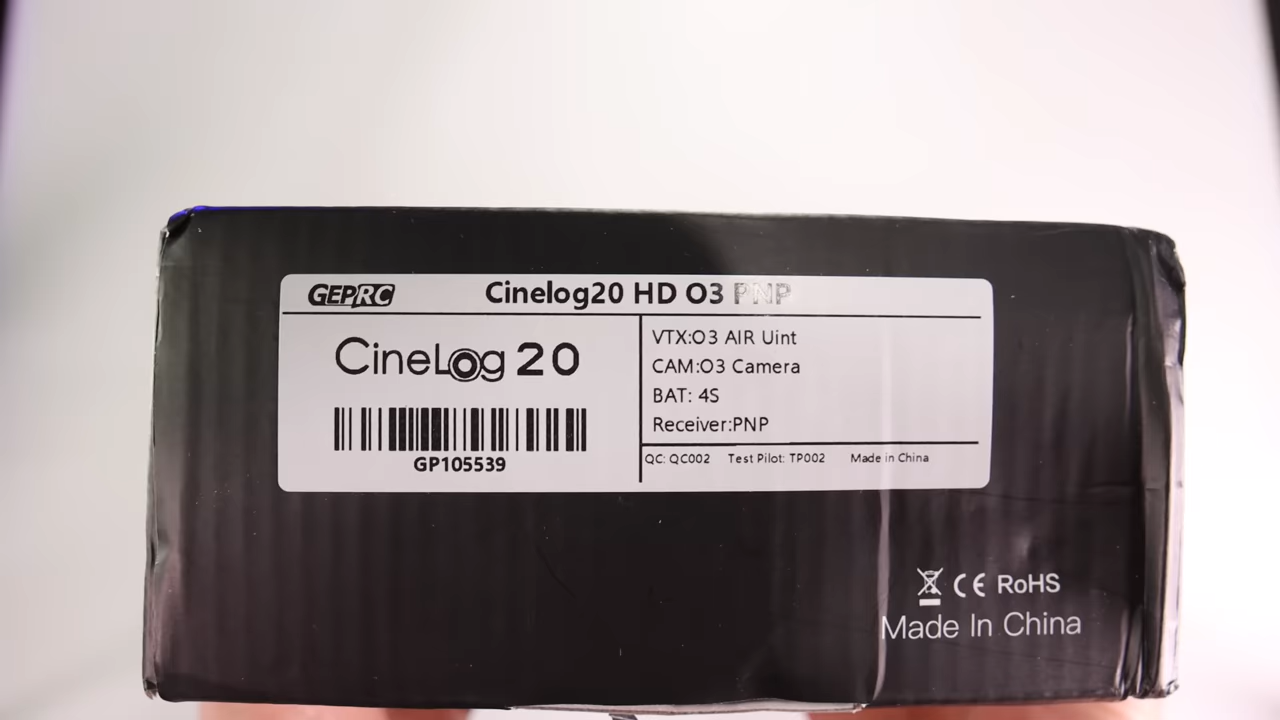 GEPRC Cinelog20 HD O3 PNP
CineLog 20
GP105539
VTX:O3 AIR Uint
CAM:O3 Camera
BAT: 4S
Receiver:PNP
QC: QC002 Test Pilot: TP002 Made in China
CE RoHS
Made In China